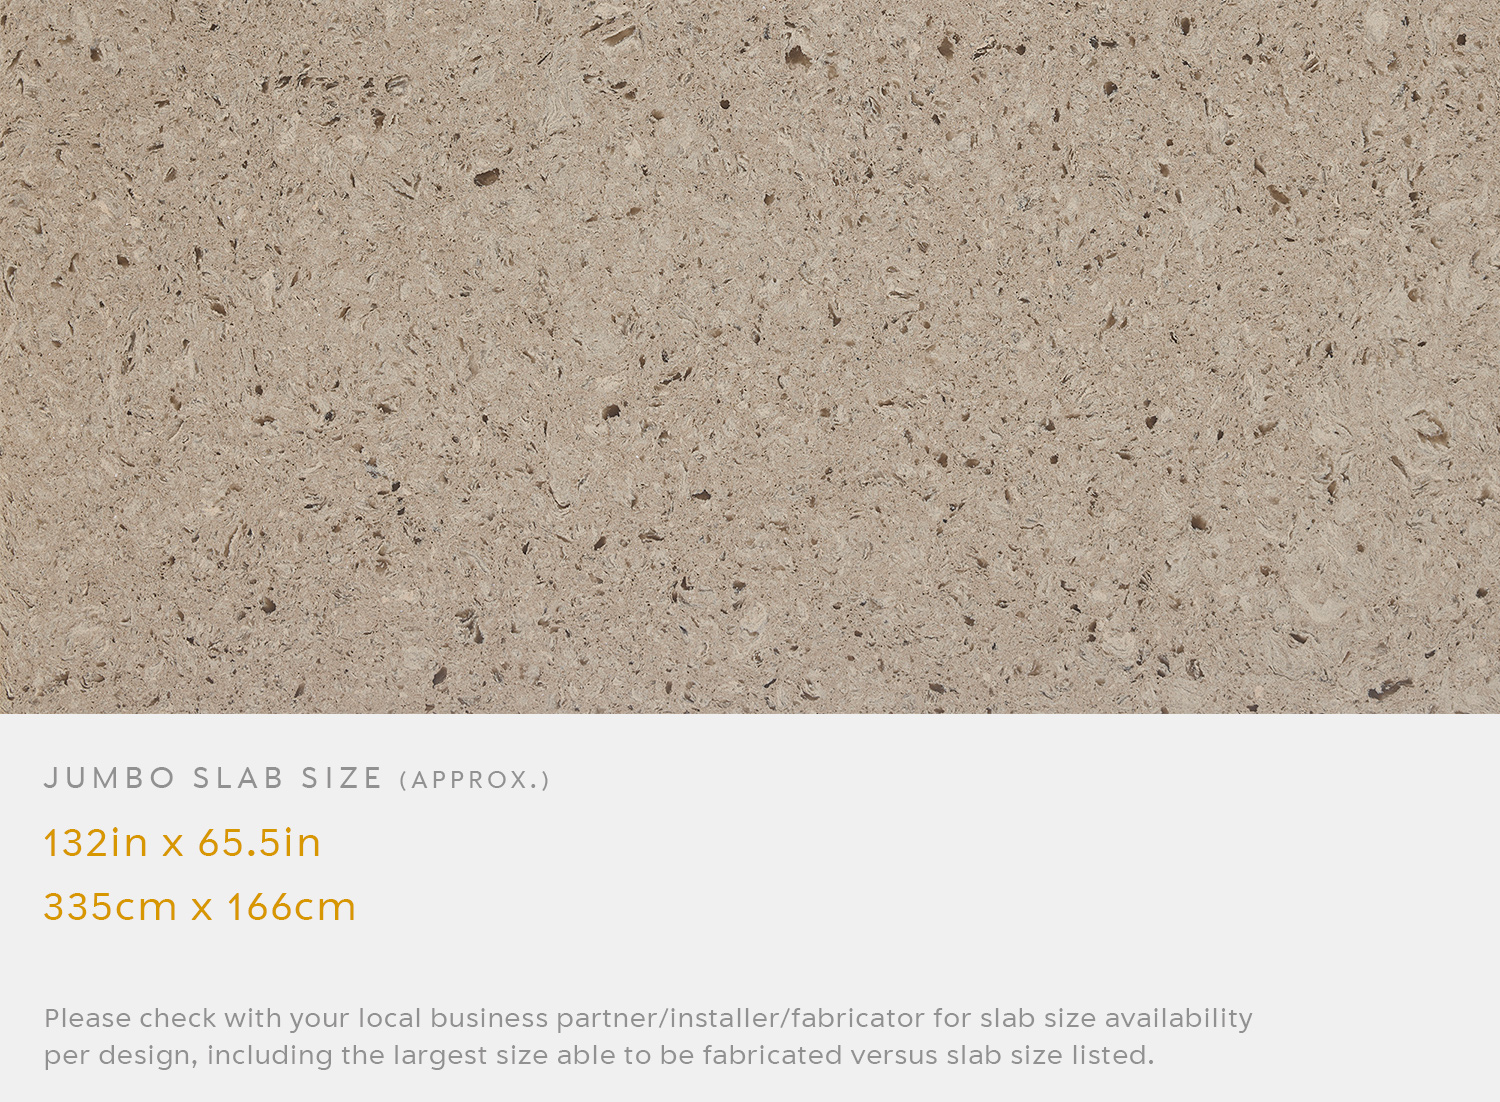 JUMBO SLAB SIZE (APPROX.)
132in x 65.5in
335cm x 166cm
Please check with your local business partner/installer/fabricator for slab size availability
per design, including the largest size able to be fabricated versus slab size listed.